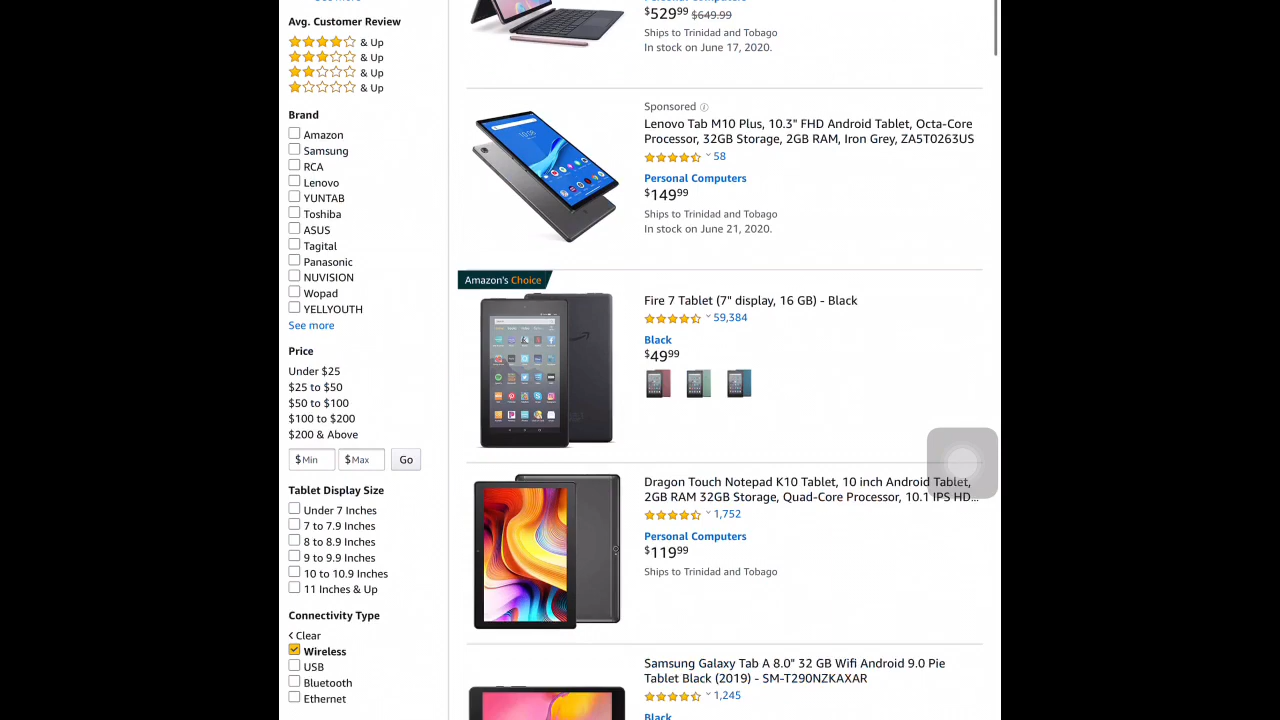 Avg. Customer Review
& Up
& Up
& Up
& Up
Brand
Amazon
Samsung
RCA
Lenovo
YUNTAB
Toshiba
ASUS
Tagital
Panasonic
NUVISION
Wopad
YELLYOUTH
See more
Price
Under $25
$25 to $50
$50 to $100
$100 to $200
$200 & Above
$ Min
$ Max
Go
Tablet Display Size
Under 7 Inches
7 to 7.9 Inches
8 to 8.9 Inches
9 to 9.9 Inches
10 to 10.9 Inches
11 Inches & Up
Connectivity Type
Clear
Wireless
USB
Bluetooth
Ethernet
$529.99 $649.99
Ships to Trinidad and Tobago
In stock on June 17, 2020.
Sponsored
Lenovo Tab M10 Plus, 10.3" FHD Android Tablet, Octa-Core
Processor, 32GB Storage, 2GB RAM, Iron Grey, ZA5T0263US
58
Personal Computers
$149.99
Ships to Trinidad and Tobago
In stock on June 21, 2020.
Amazon's Choice
Fire 7 Tablet (7" display, 16 GB) - Black
59,384
Black
$49.99
Dragon Touch Notepad K10 Tablet, 10 inch Android Tablet,
2GB RAM 32GB Storage, Quad-Core Processor, 10.1 IPS HD...
1,752
Personal Computers
$119.99
Ships to Trinidad and Tobago
Samsung Galaxy Tab A 8.0" 32 GB Wifi Android 9.0 Pie
Tablet Black (2019) - SM-T290NZKAXAR
1,245
Black